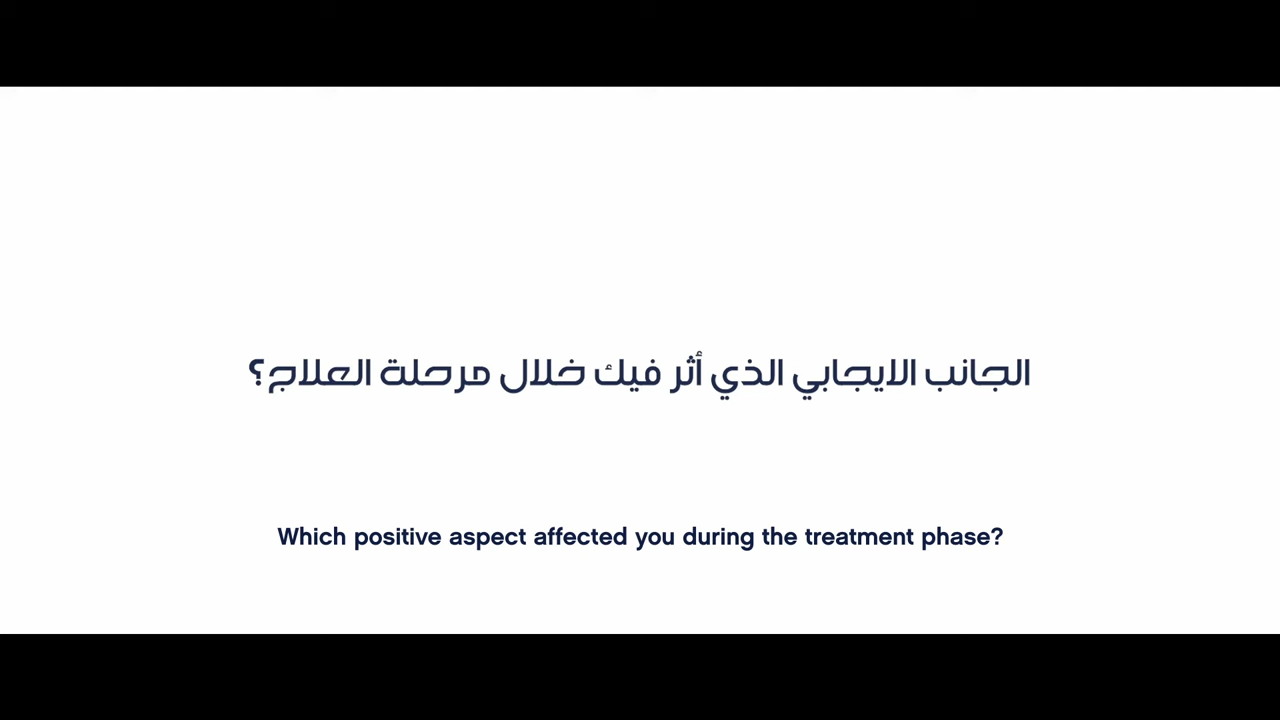 الجانب الايجابي الذي أثر فيك خلال مرحلة العلاج؟
Which positive aspect affected you during the treatment phase?